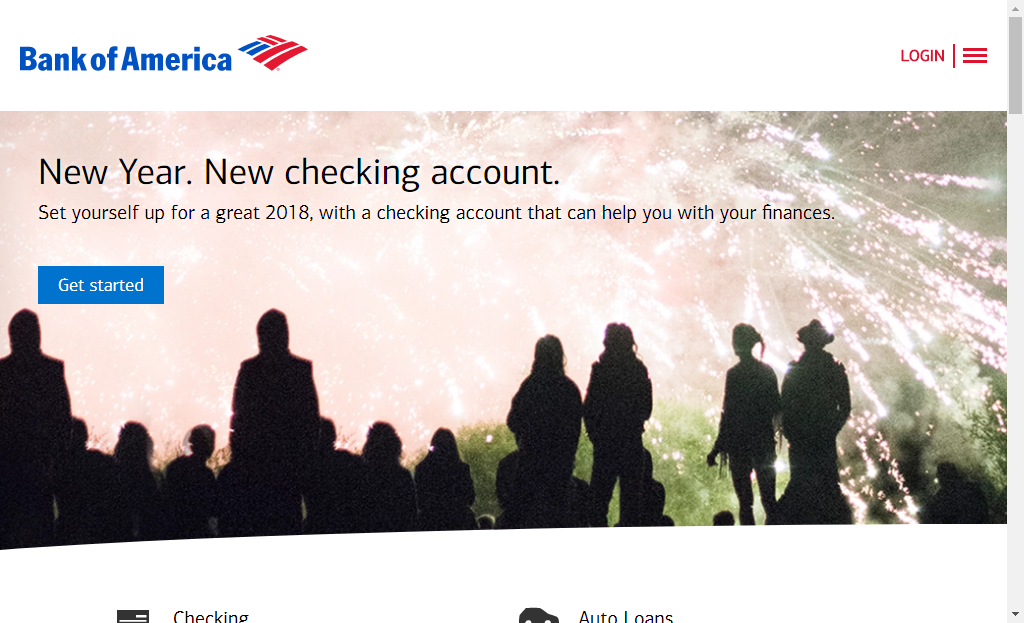 Bank of America
LOGIN
New Year. New checking account.
Set yourself up for a great 2018, with a checking account that can help you with your finances.
Get started
Checking
Auto Loans